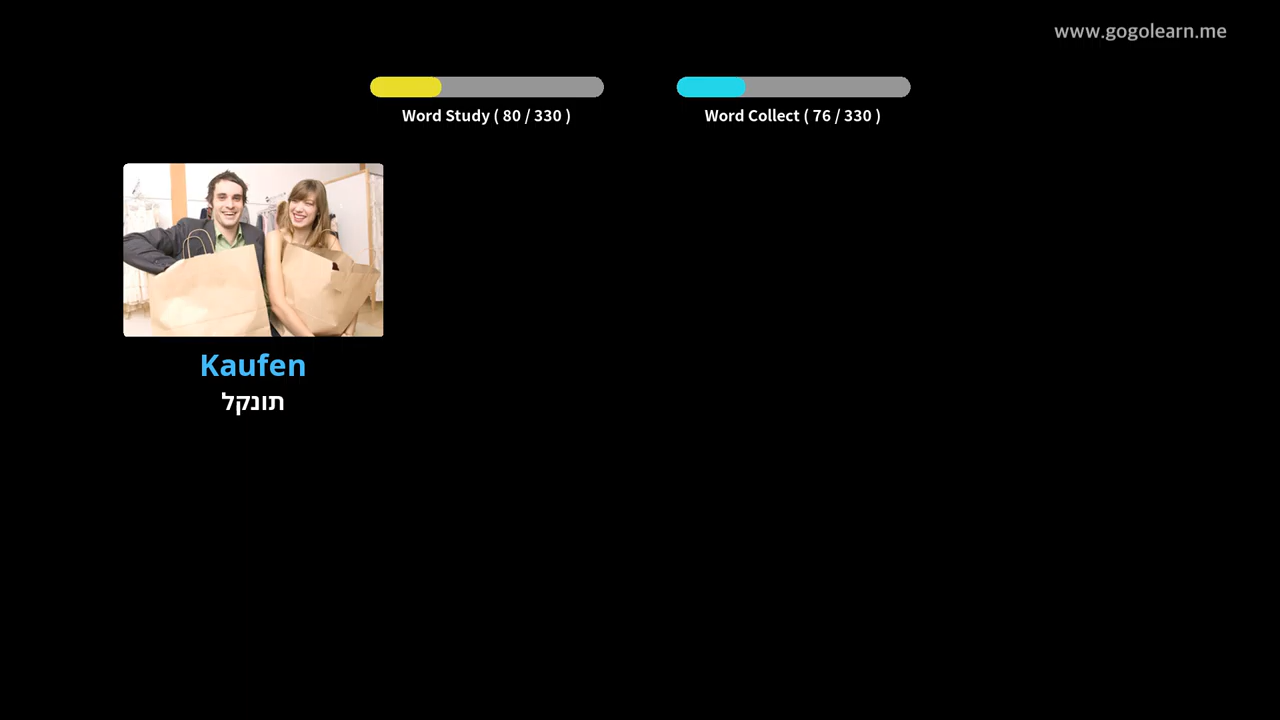 www.gogolearn.me
Word Study ( 80 / 330 )
Word Collect ( 76 / 330 )
Kaufen
תונקל